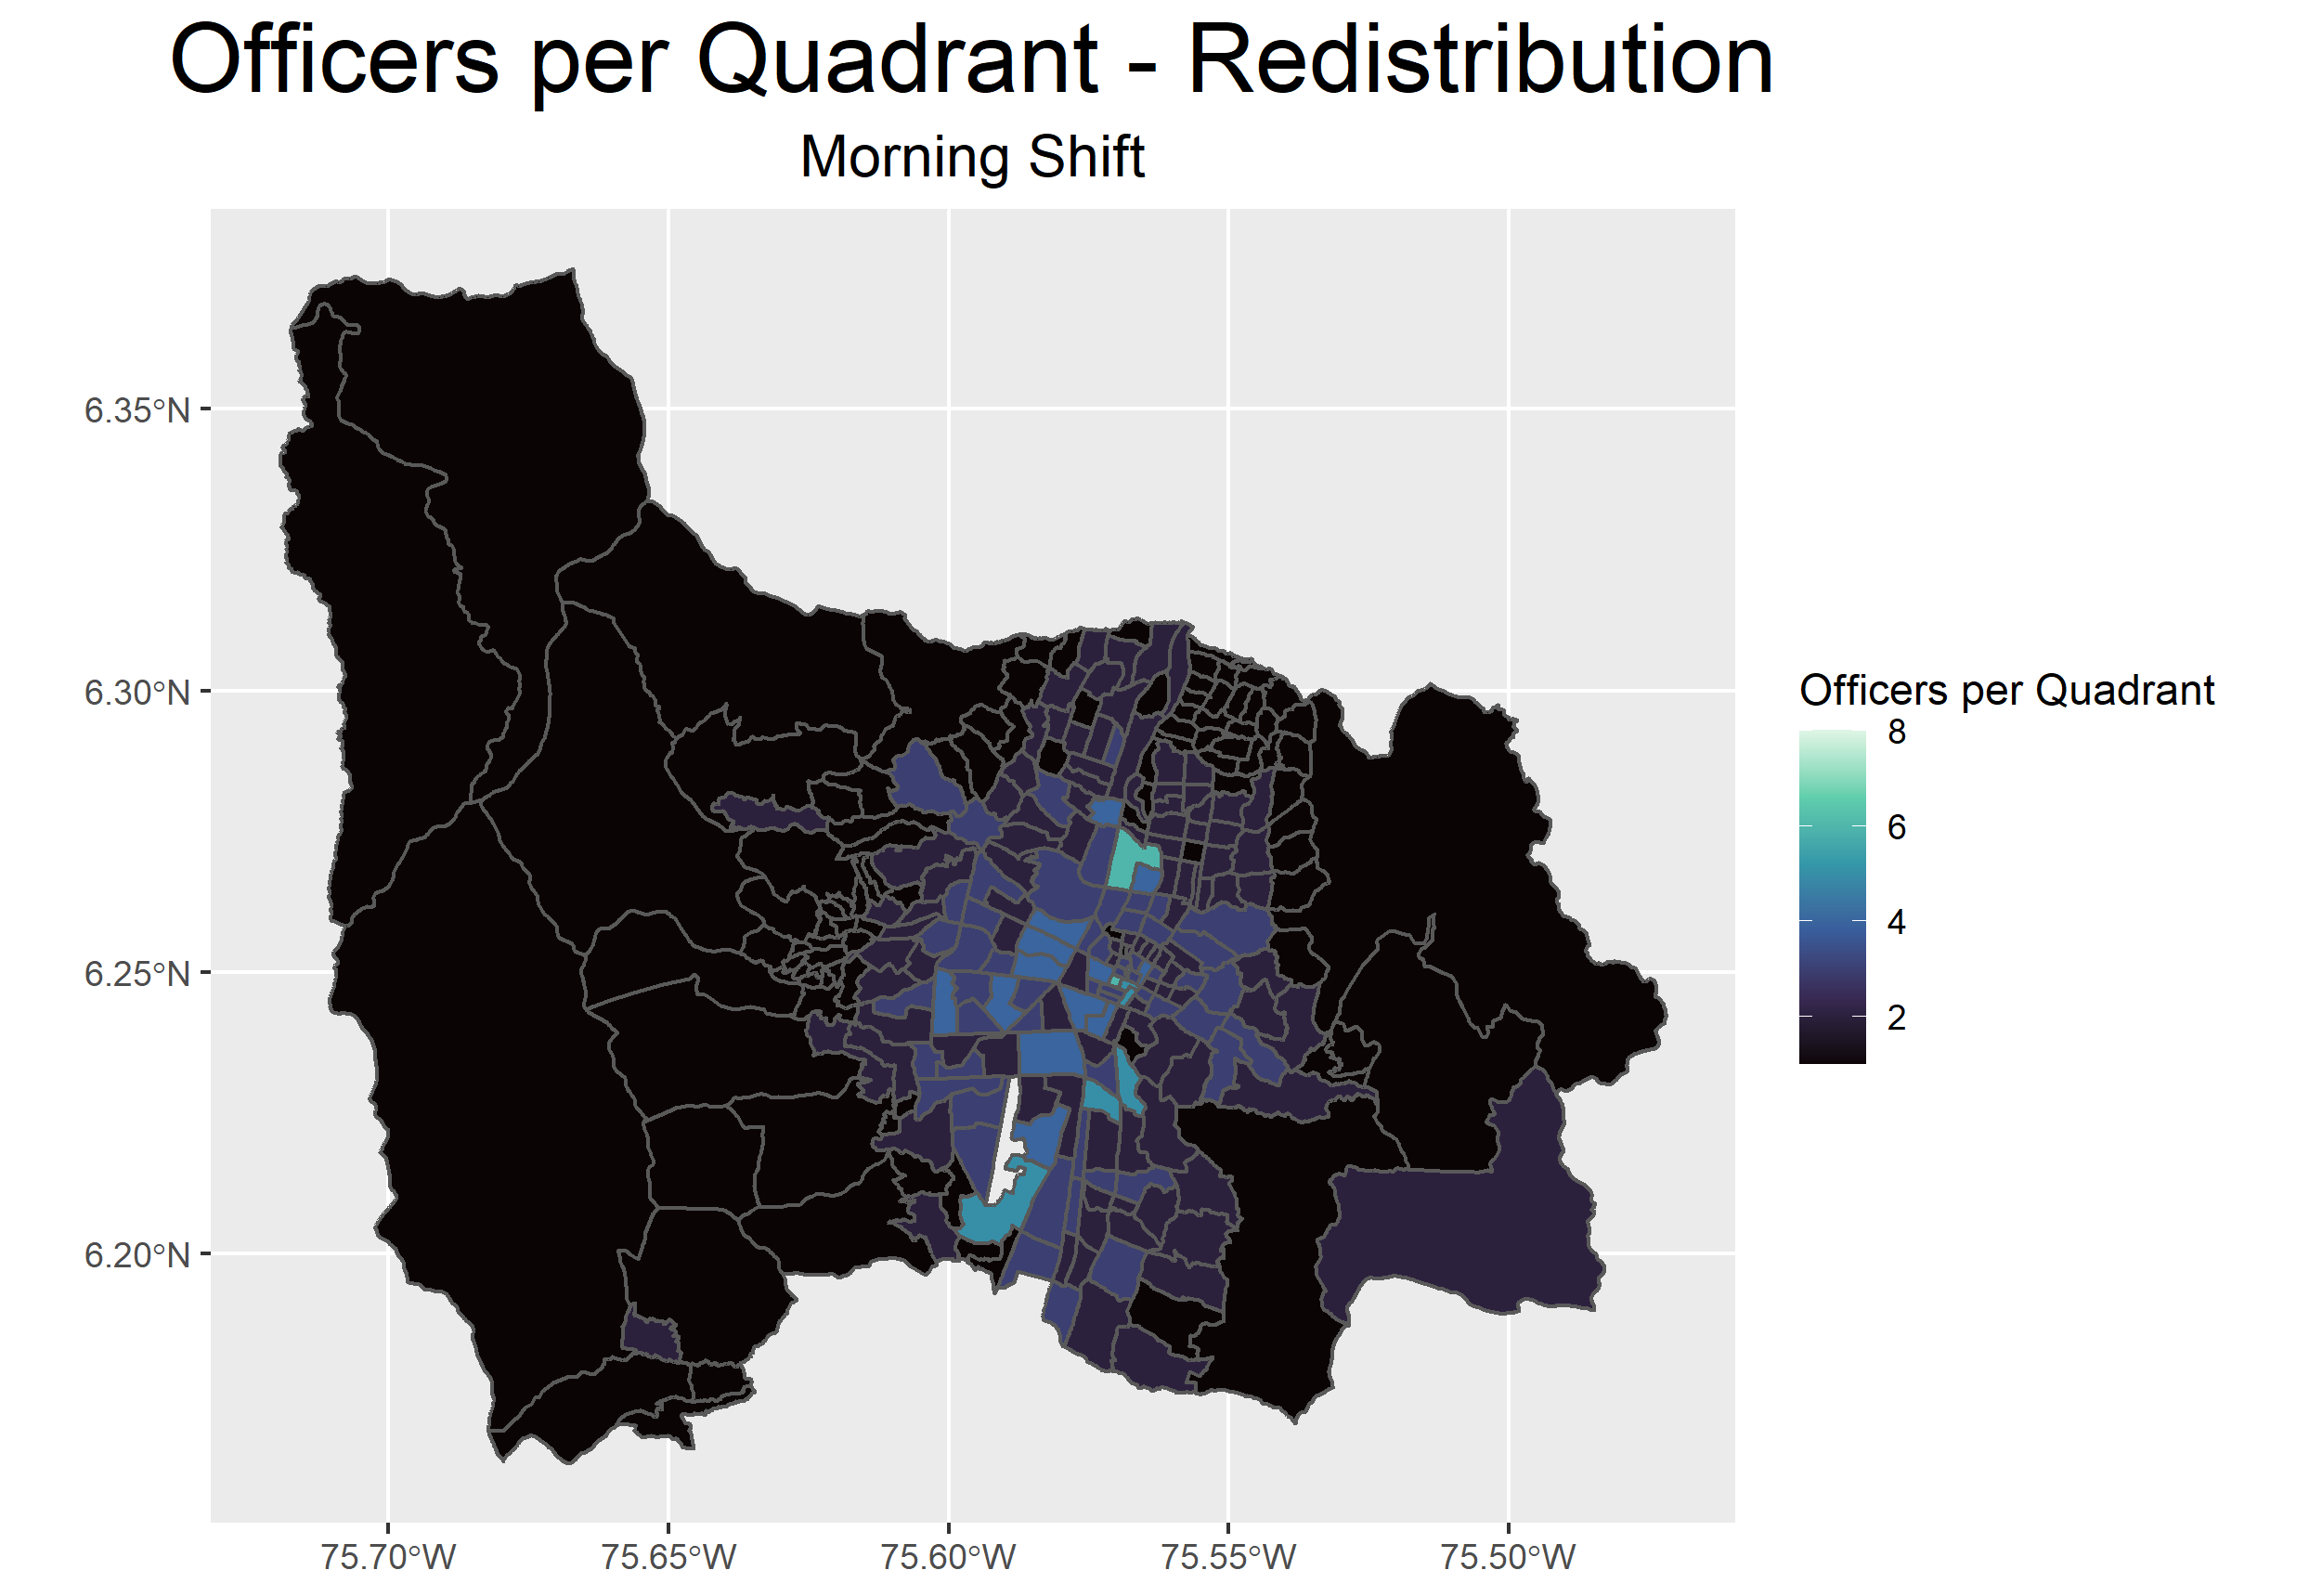 Officers per Quadrant - Redistribution
Morning Shift
6.35°N
6.30°N
6.25°N
6.20°N
75.70°W
75.65°W
75.60°W
75.55°W
75.50°W
Officers per Quadrant
8
6
4
2